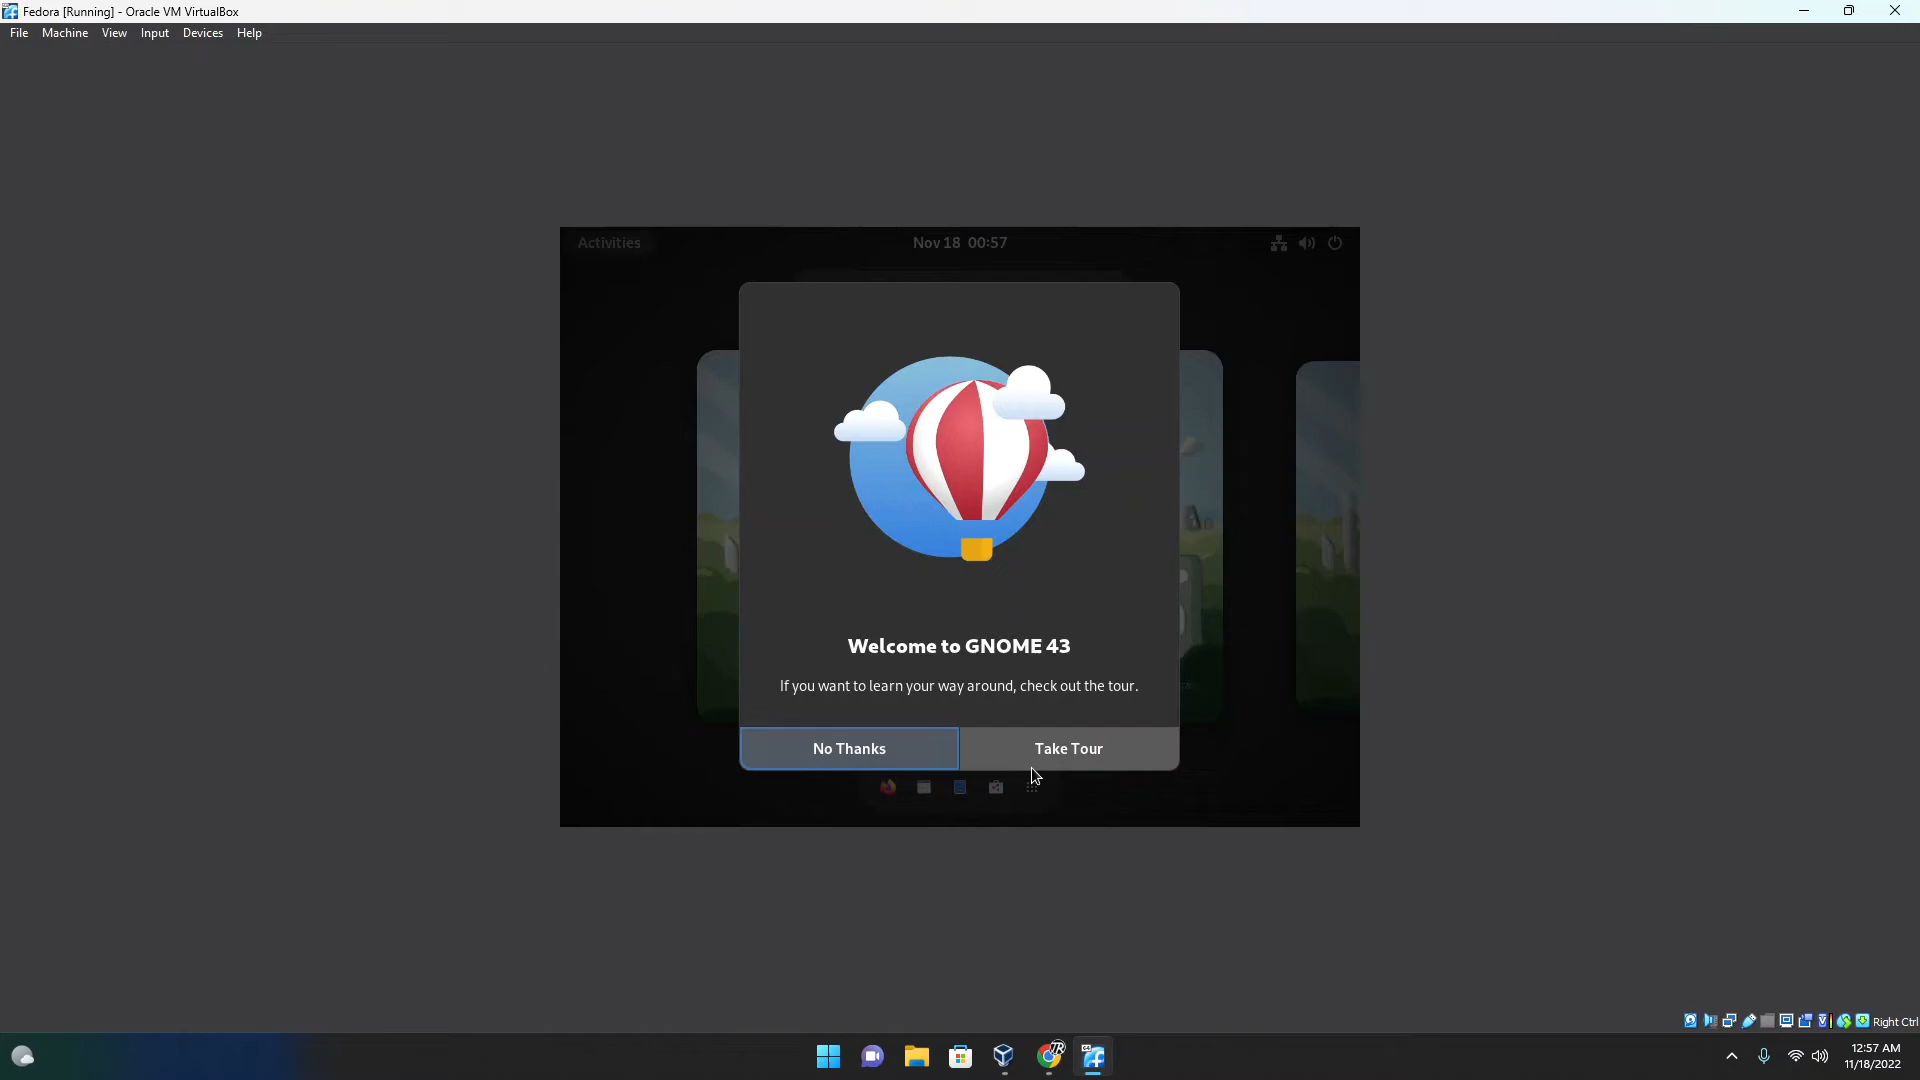 Fedora [Running] - Oracle VM VirtualBox
File Machine View Input Devices Help
Activities
Nov 18 00:57
Welcome to GNOME 43
If you want to learn your way around, check out the tour.
No Thanks
Take Tour
Right Ctrl
TR
64
12:57 AM
11/18/2022